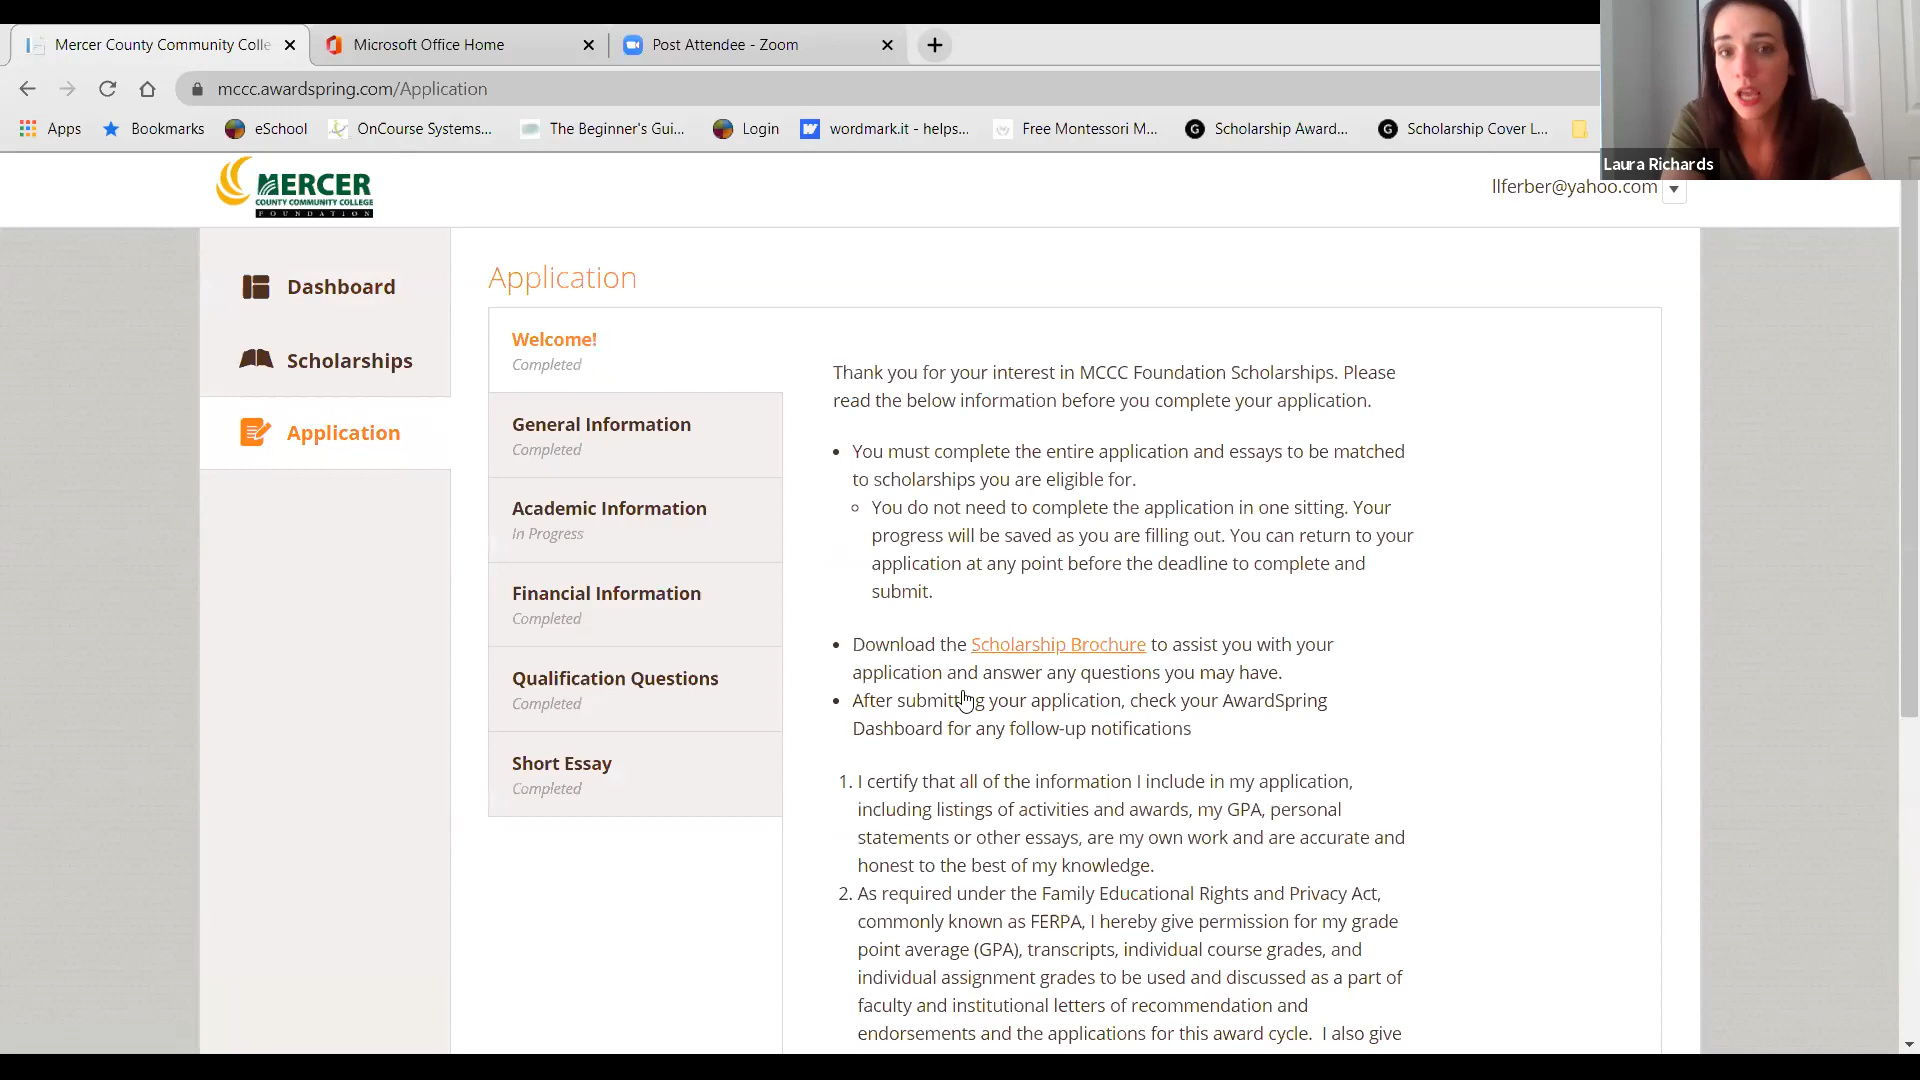 Mercer County Community Colle
Microsoft Office Home
Post Attendee - Zoom
mccc.awardspring.com/Application
Apps
Bookmarks
eSchool
OnCourse Systems...
The Beginner's Gui...
Login
wordmark.it - helps...
Free Montessori M...
Scholarship Award...
Scholarship Cover L...
Laura Richards
MERCER
COUNTY COMMUNITY COLLEGE
FOUNDATION
llferber@yahoo.com
Dashboard
Scholarships
Application
Application
Welcome!
Completed
General Information
Completed
Academic Information
In Progress
Financial Information
Completed
Qualification Questions
Completed
Short Essay
Completed
Thank you for your interest in MCCC Foundation Scholarships. Please
read the below information before you complete your application.
You must complete the entire application and essays to be matched
to scholarships you are eligible for.
You do not need to complete the application in one sitting. Your
progress will be saved as you are filling out. You can return to your
application at any point before the deadline to complete and
submit.
Download the Scholarship Brochure to assist you with your
application and answer any questions you may have.
After submitting your application, check your AwardSpring
Dashboard for any follow-up notifications
1. I certify that all of the information I include in my application,
including listings of activities and awards, my GPA, personal
statements or other essays, are my own work and are accurate and
honest to the best of my knowledge.
2. As required under the Family Educational Rights and Privacy Act,
commonly known as FERPA, I hereby give permission for my grade
point average (GPA), transcripts, individual course grades, and
individual assignment grades to be used and discussed as a part of
faculty and institutional letters of recommendation and
endorsements and the applications for this award cycle. I also give